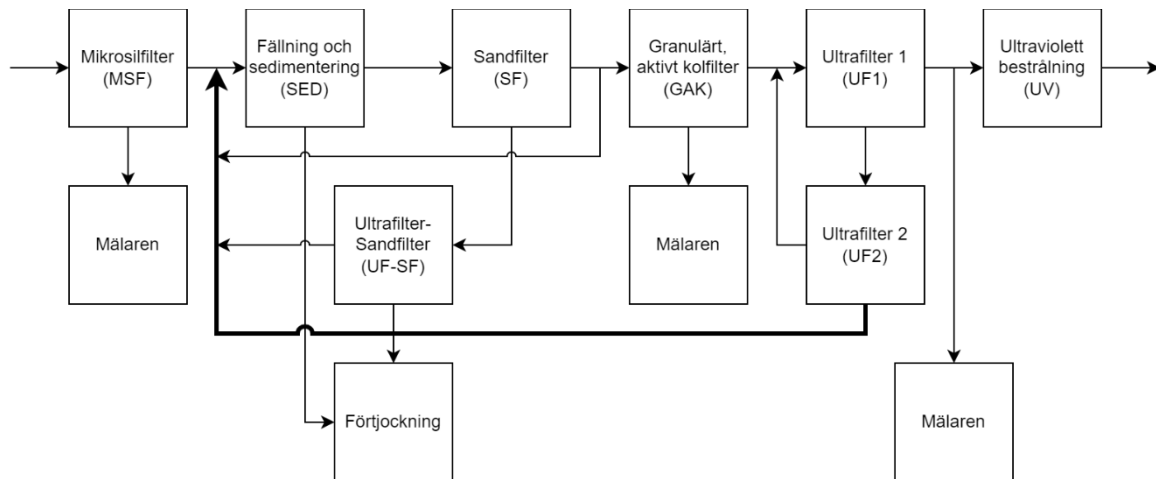 Mikrosilfilter
(MSF)
Fällning och
sedimentering
(SED)
Sandfilter
(SF)
Granulärt,
aktivt kolfilter
(GAK)
Ultrafilter 1
(UF1)
Ultraviolett
bestrålning
(UV)
Mälaren
Ultrafilter-
Sandfilter
(UF-SF)
Mälaren
Ultrafilter 2
(UF2)
Förtjockning
Mälaren